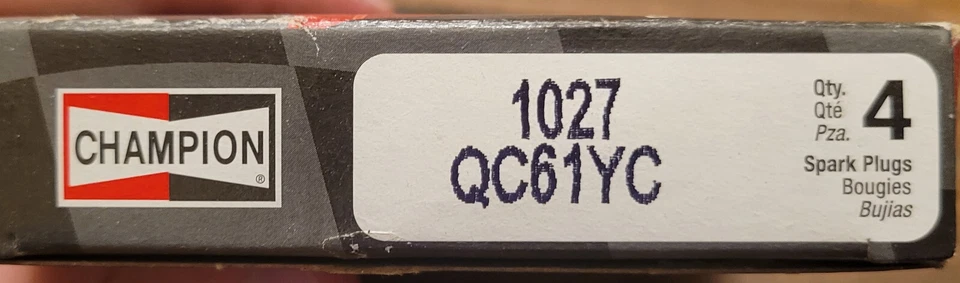 CHAMPION
®
1027
QC61YC
Qty.
Qté
Pza.
4
Spark Plugs
Bougies
Bujias